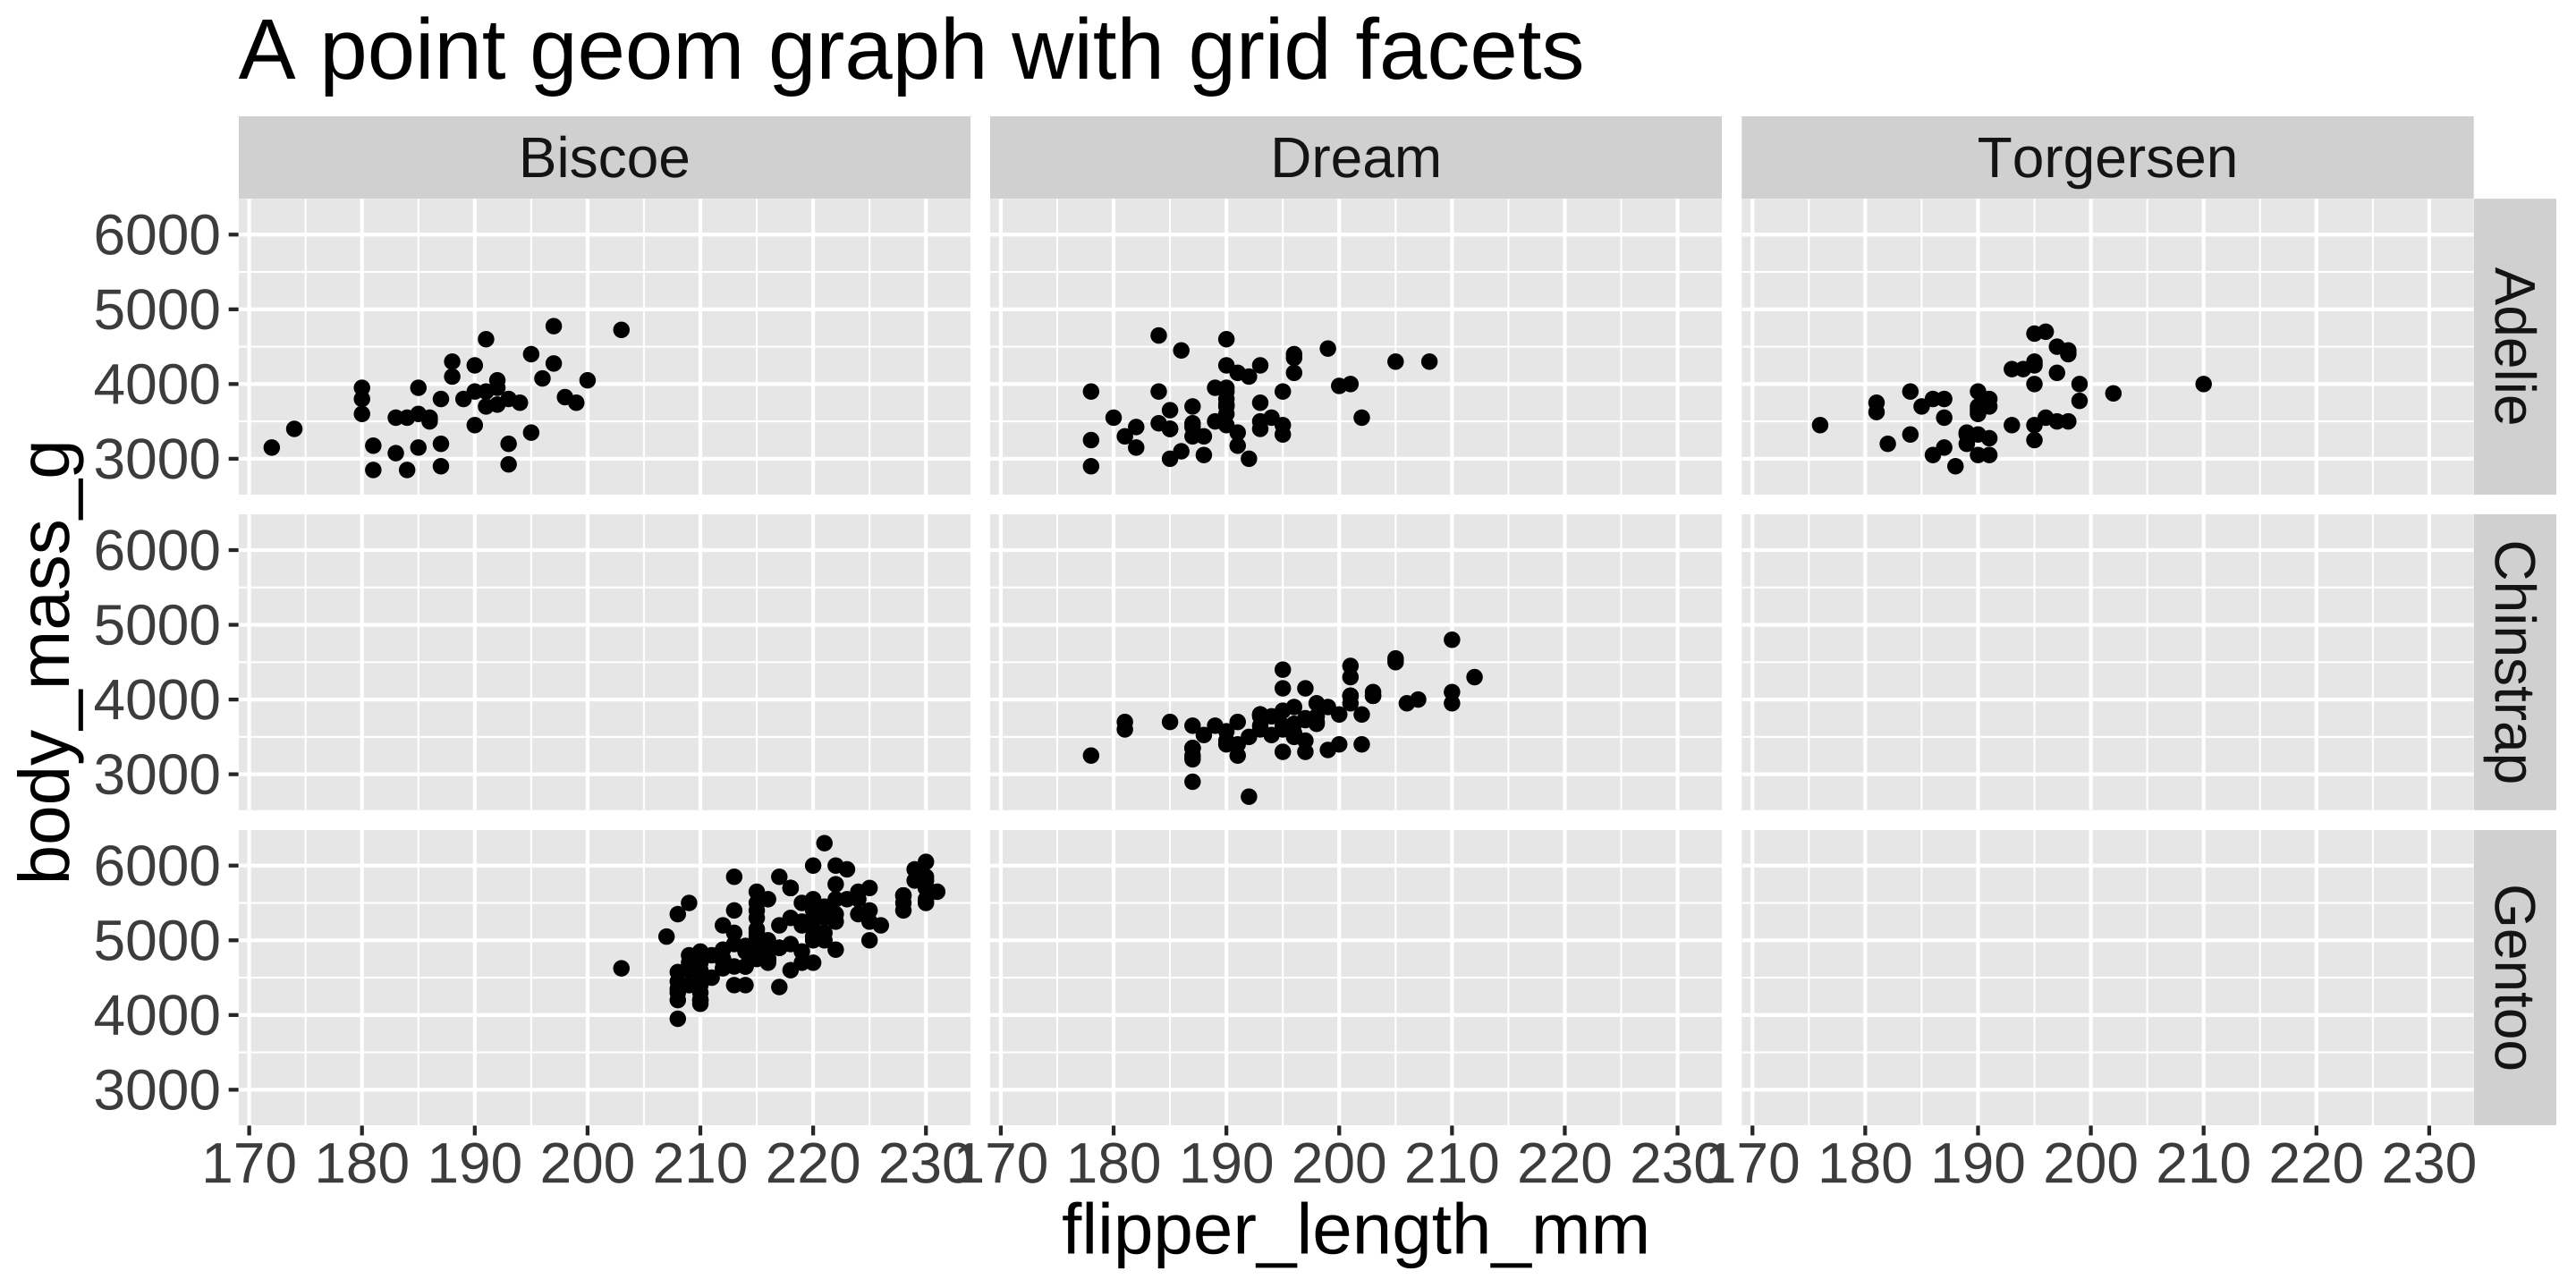 A point geom graph with grid facets
Biscoe Dream Torgersen
6000
5000
4000
3000
Adelie
6000
5000
4000
3000
Chinstrap
6000
5000
4000
3000
Gentoo
body_mass_g
170 180 190 200 210 220 230 170 180 190 200 210 220 230 170 180 190 200 210 220 230
flipper_length_mm